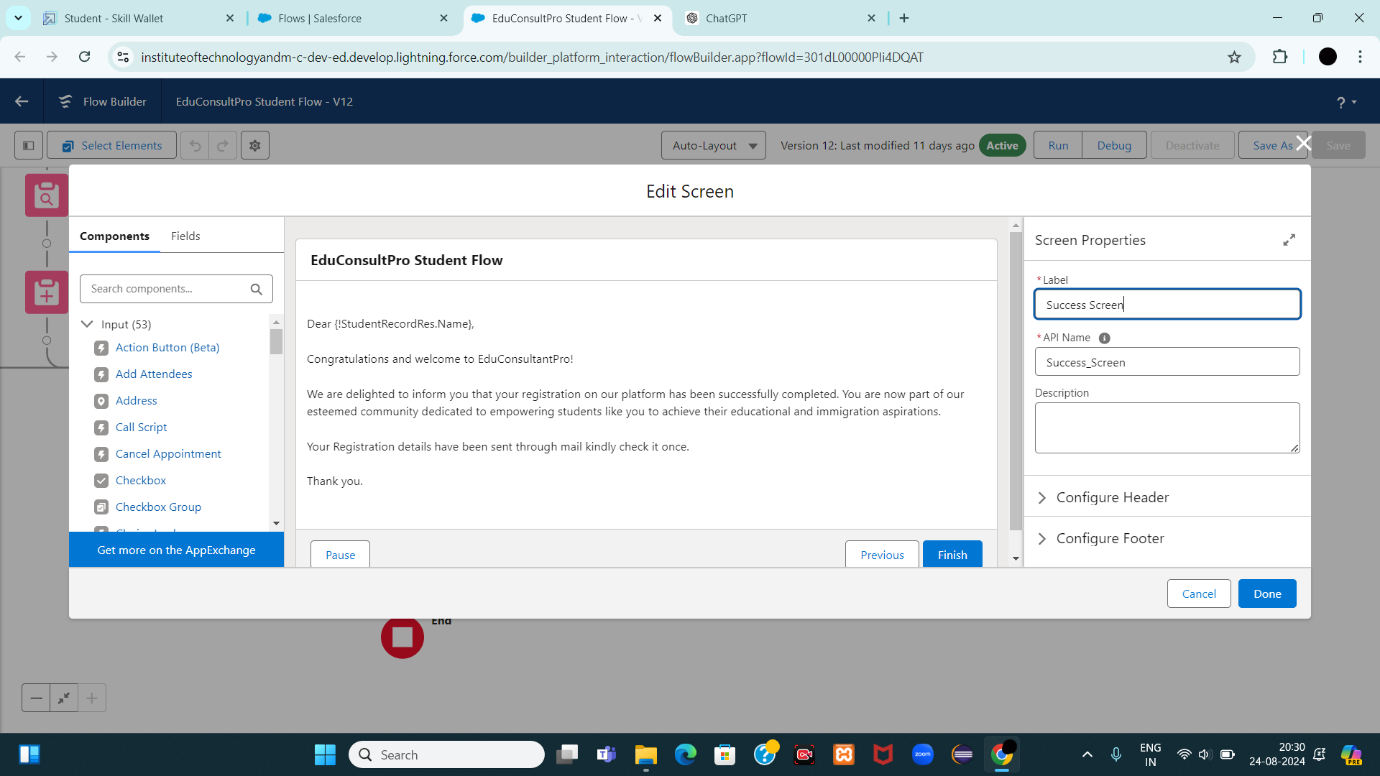 Student - Skill Wallet
Flows | Salesforce
EduConsultPro Student Flow - V
ChatGPT
instituteoftechnologyandm-c-dev-ed.develop.lightning.force.com/builder_platform_interaction/flowBuilder.app?flowId=301dL00000PIi4DQAT
Flow Builder
EduConsultPro Student Flow - V12
?
Select Elements
Auto-Layout
Version 12: Last modified 11 days ago
Active
Run
Debug
Deactivate
Save As
Save
Edit Screen
Components
Fields
Search components...
Input (53)
Action Button (Beta)
Add Attendees
Address
Call Script
Cancel Appointment
Checkbox
Checkbox Group
Get more on the AppExchange
EduConsultPro Student Flow
Dear {!StudentRecordRes.Name},
Congratulations and welcome to EduConsultantPro!
We are delighted to inform you that your registration on our platform has been successfully completed. You are now part of our
esteemed community dedicated to empowering students like you to achieve their educational and immigration aspirations.
Your Registration details have been sent through mail kindly check it once.
Thank you.
Pause
Previous
Finish
Screen Properties
* Label
Success Screen
* API Name
Success_Screen
Description
Configure Header
Configure Footer
Cancel
Done
End
Search
zoom
ENG
IN
20:30
24-08-2024
PRE